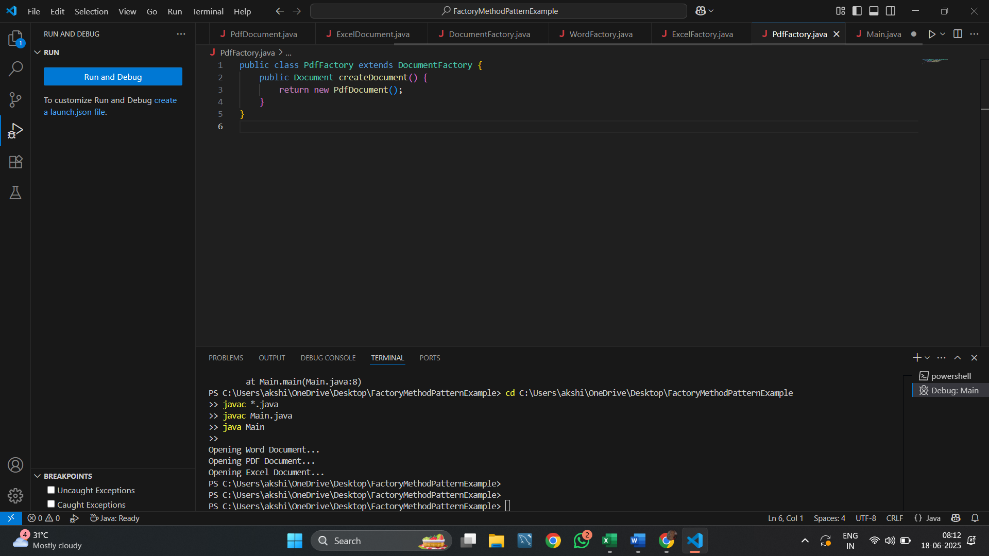 File Edit Selection View Go Run Terminal Help
FactoryMethodPatternExample
RUN AND DEBUG
RUN
Run and Debug
To customize Run and Debug create
a launch.json file.
1
PdfDocument.java
ExcelDocument.java
DocumentFactory.java
WordFactory.java
ExcelFactory.java
PdfFactory.java
Main.java
PdfFactory.java > ...
1 public class PdfFactory extends DocumentFactory {
2 public Document createDocument() {
3 return new PdfDocument();
4 }
5 }
6
PROBLEMS OUTPUT DEBUG CONSOLE TERMINAL PORTS
at Main.main(Main.java:8)
PS C:\Users\akshi\OneDrive\Desktop\FactoryMethodPatternExample> cd C:\Users\akshi\OneDrive\Desktop\FactoryMethodPatternExample
>> javac *.java
>> javac Main.java
>> java Main
>>
Opening Word Document...
Opening PDF Document...
Opening Excel Document...
PS C:\Users\akshi\OneDrive\Desktop\FactoryMethodPatternExample>
PS C:\Users\akshi\OneDrive\Desktop\FactoryMethodPatternExample>
PS C:\Users\akshi\OneDrive\Desktop\FactoryMethodPatternExample>
powershell
Debug: Main
BREAKPOINTS
Uncaught Exceptions
Caught Exceptions
0 0 Java: Ready
Ln 6, Col 1 Spaces: 4 UTF-8 CRLF {} Java
4
31°C
Mostly cloudy
Search
2
ENG
IN
08:12
18-06-2025